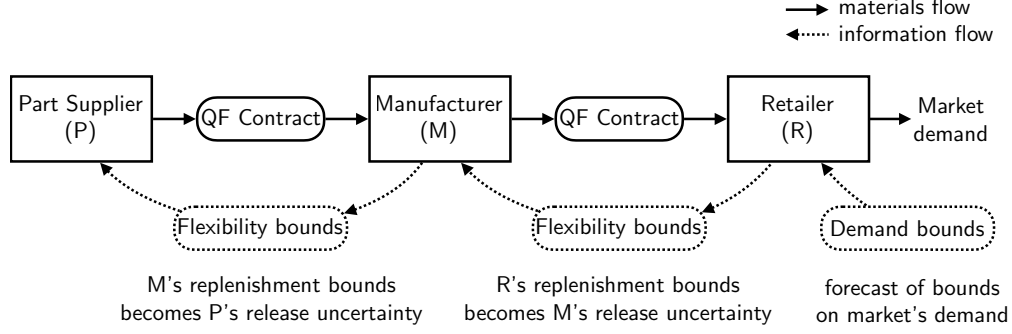 materials flow
information flow
Part Supplier
(P)
QF Contract
Manufacturer
(M)
QF Contract
Retailer
(R)
Market
demand
Flexibility bounds
Flexibility bounds
Demand bounds
M's replenishment bounds
becomes P's release uncertainty
R's replenishment bounds
becomes M's release uncertainty
forecast of bounds
on market's demand